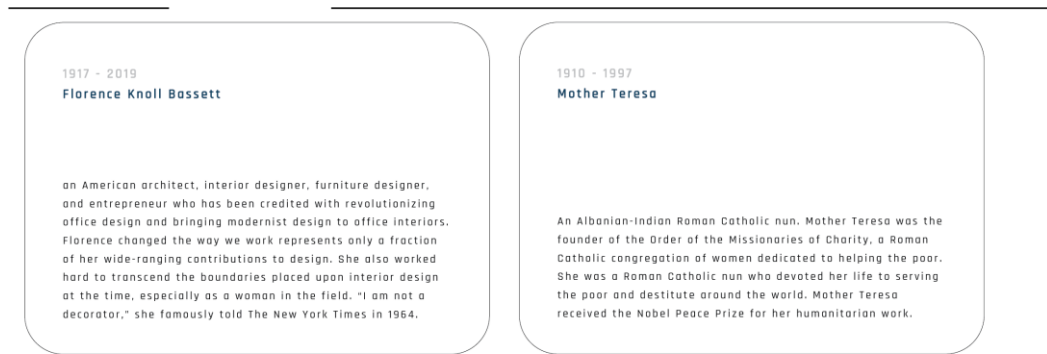 1917 - 2019
Florence Knoll Bassett
an American architect, interior designer, furniture designer,
and entrepreneur who has been credited with revolutionizing
office design and bringing modernist design to office interiors.
Florence changed the way we work represents only a fraction
of her wide-ranging contributions to design. She also worked
hard to transcend the boundaries placed upon interior design
at the time, especially as a woman in the field. “I am not a
decorator,” she famously told The New York Times in 1964.
1910 - 1997
Mother Teresa
An Albanian-Indian Roman Catholic nun. Mother Teresa was the
founder of the Order of the Missionaries of Charity, a Roman
Catholic congregation of women dedicated to helping the poor.
She was a Roman Catholic nun who devoted her life to serving
the poor and destitute around the world. Mother Teresa
received the Nobel Peace Prize for her humanitarian work.